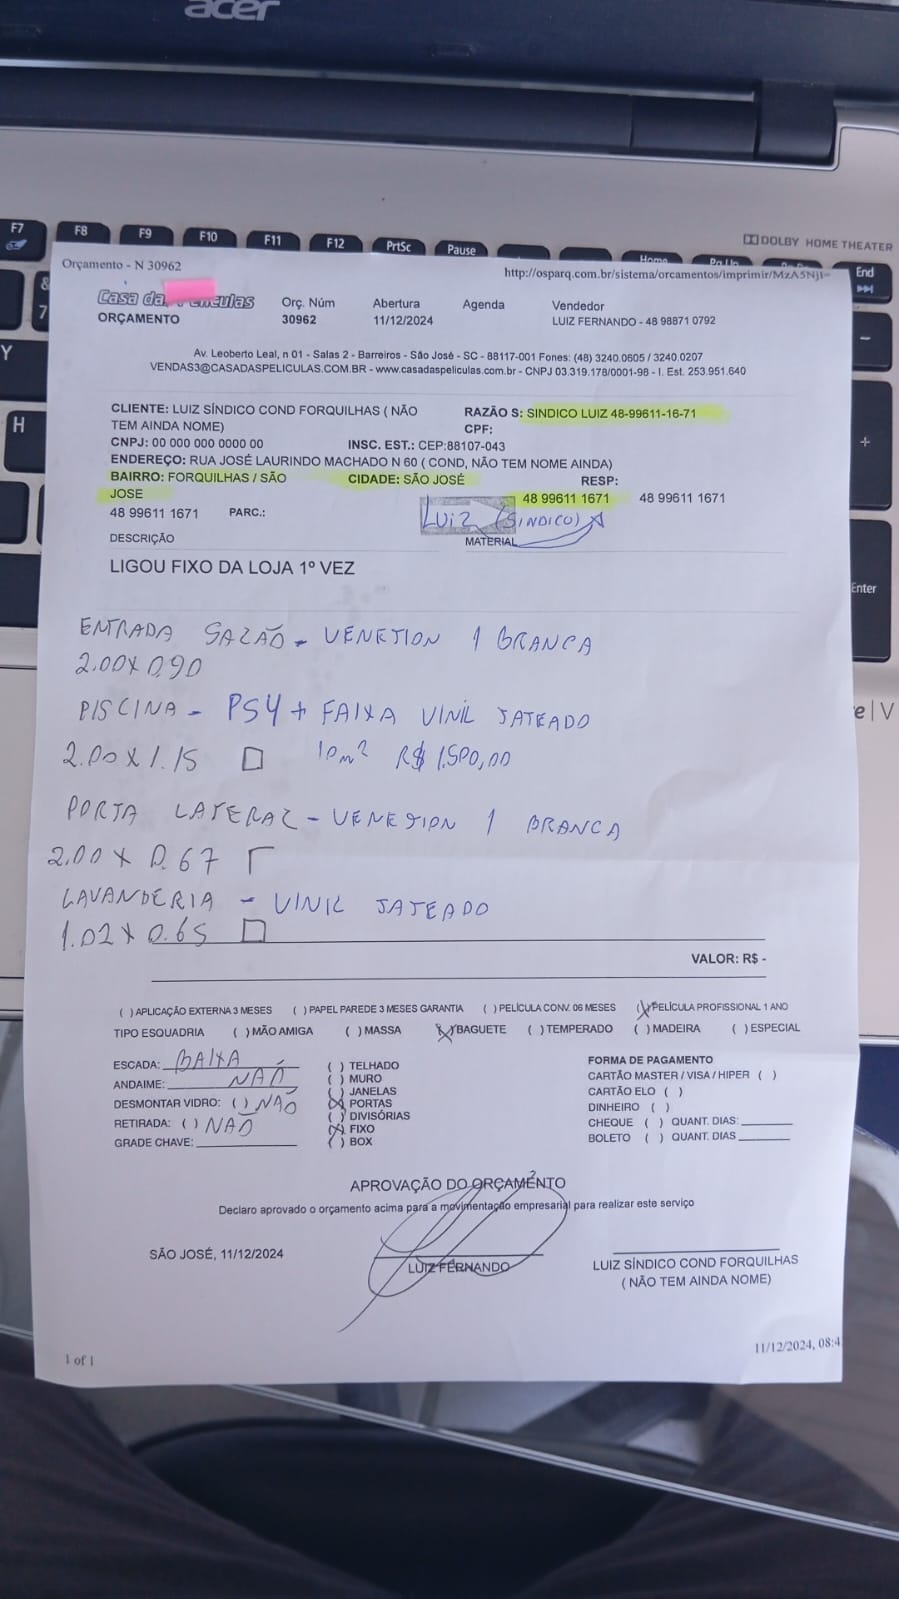 acer
F7 F8 F9 F10 F11 F12 PrtSc Pause Home Pg Up End
DOLBY HOME THEATER
&
7
Y
H
Enter
e | V
Orçamento - N 30962
http://osparq.com.br/sistema/orcamentos/imprimir/MzA5NjI=
Casa das Películas Orç. Núm Abertura Agenda Vendedor
ORÇAMENTO 30962 11/12/2024 LUIZ FERNANDO - 48 98871 0792
Av. Leoberto Leal, n 01 - Salas 2 - Barreiros - São José - SC - 88117-001 Fones: (48) 3240.0605 / 3240.0207
VENDAS3@CASADASPELICULAS.COM.BR - www.casadaspeliculas.com.br - CNPJ 03.319.178/0001-98 - I. Est. 253.951.640
CLIENTE: LUIZ SÍNDICO COND FORQUILHAS ( NÃO RAZÃO S: SINDICO LUIZ 48-99611-16-71
TEM AINDA NOME) CPF:
CNPJ: 00 000 000 0000 00 INSC. EST.: CEP:88107-043
ENDEREÇO: RUA JOSÉ LAURINDO MACHADO N 60 ( COND, NÃO TEM NOME AINDA)
BAIRRO: FORQUILHAS / SÃO CIDADE: SÃO JOSÉ RESP:
JOSE 48 99611 1671 48 99611 1671
48 99611 1671 PARC.: LUIZ (SINDICO)
DESCRIÇÃO MATERIAL
LIGOU FIXO DA LOJA 1º VEZ
ENTRADA SALÃO - VENETION 1 BRANCA
2.00 X 0.90
PISCINA - PS4 + FAIXA VINIL JATEADO
2.00 X 1.15 10m² R$ 1.500,00
PORTA LATERAL - VENETION 1 BRANCA
2.00 X 0.67
LAVANDERIA - VINIL JATEADO
1.02 X 0.65
VALOR: R$ -
( ) APLICAÇÃO EXTERNA 3 MESES ( ) PAPEL PAREDE 3 MESES GARANTIA ( ) PELÍCULA CONV. 06 MESES (X) PELÍCULA PROFISSIONAL 1 ANO
TIPO ESQUADRIA ( ) MÃO AMIGA ( ) MASSA (X) BAGUETE ( ) TEMPERADO ( ) MADEIRA ( ) ESPECIAL
ESCADA: BAIXA ( ) TELHADO FORMA DE PAGAMENTO
ANDAIME: NÃO ( ) MURO CARTÃO MASTER / VISA / HIPER ( )
DESMONTAR VIDRO: ( ) NÃO ( ) JANELAS CARTÃO ELO ( )
RETIRADA: ( ) NÃO (X) PORTAS DINHEIRO ( )
GRADE CHAVE: ( ) DIVISÓRIAS CHEQUE ( ) QUANT. DIAS:
(X) FIXO BOLETO ( ) QUANT. DIAS
( ) BOX
APROVAÇÃO DO ORÇAMENTO
Declaro aprovado o orçamento acima para a movimentação empresarial para realizar este serviço
SÃO JOSÉ, 11/12/2024
LUIZ FERNANDO LUIZ SÍNDICO COND FORQUILHAS
( NÃO TEM AINDA NOME)
1 of 1 11/12/2024, 08:4